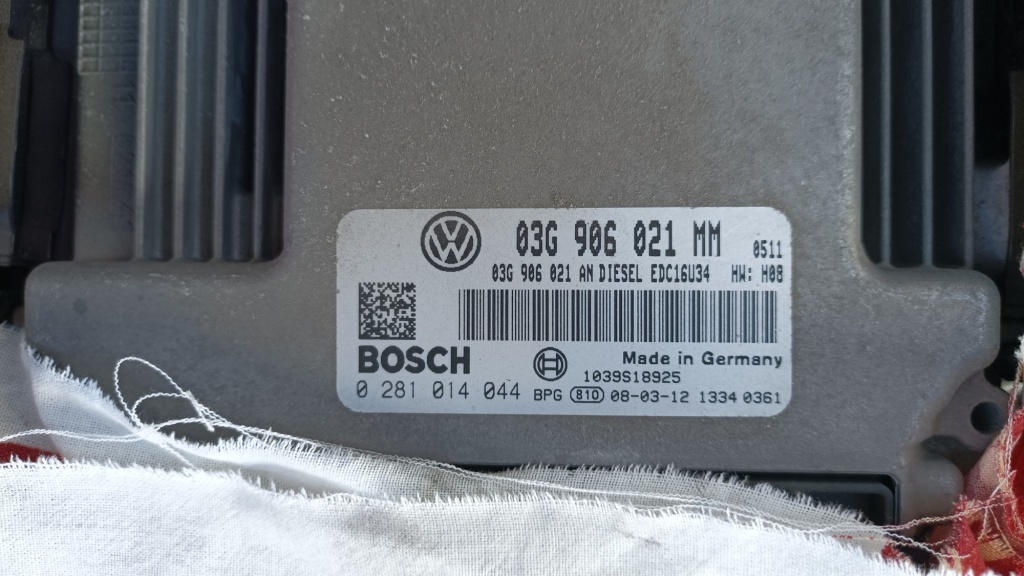 03G 906 021 MM 0511
03G 906 021 AN DIESEL EDC16U34 HW: H08
BOSCH
Made in Germany
1039S18925
0 281 014 044 BPG 810 08-03-12 1334 0361